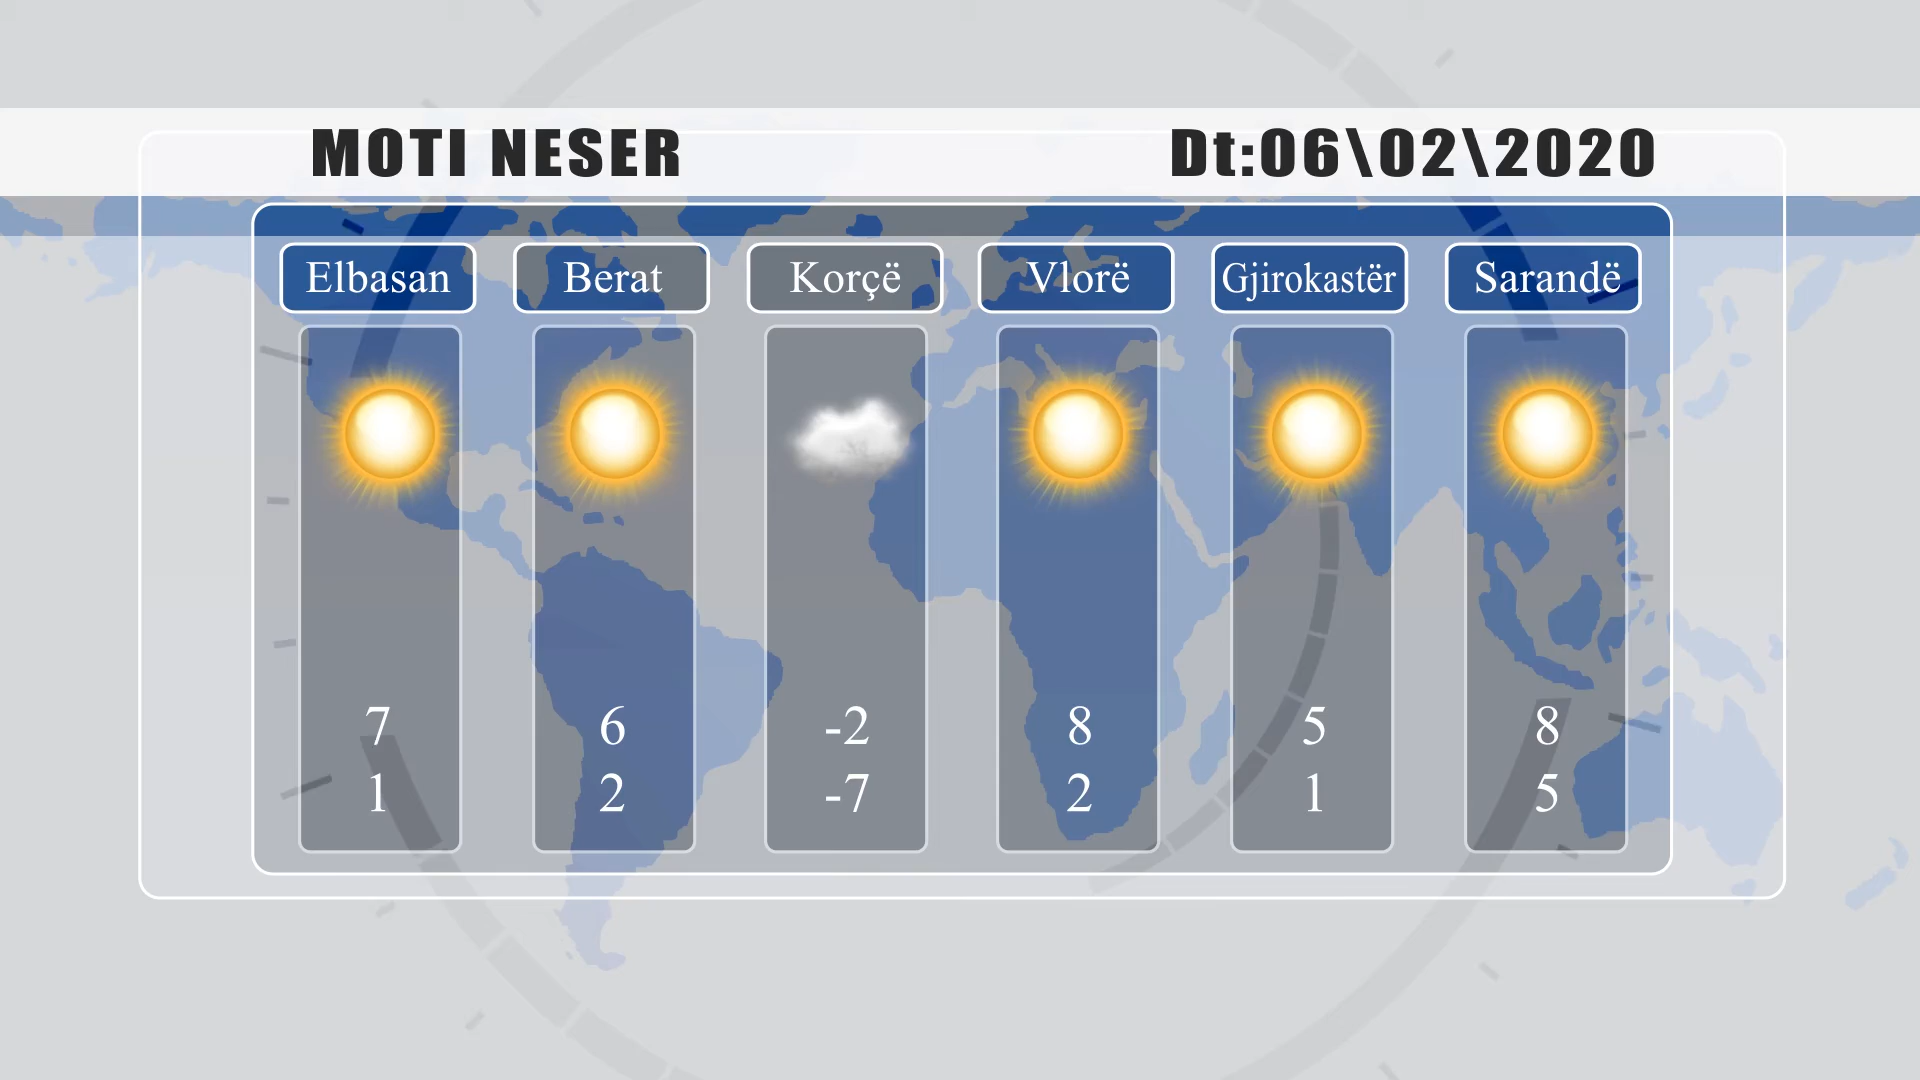 MOTI NESER Dt:06\02\2020
Elbasan Berat Korçë Vlorë Gjirokastër Sarandë
7 6 -2 8 5 8
1 2 -7 2 1 5